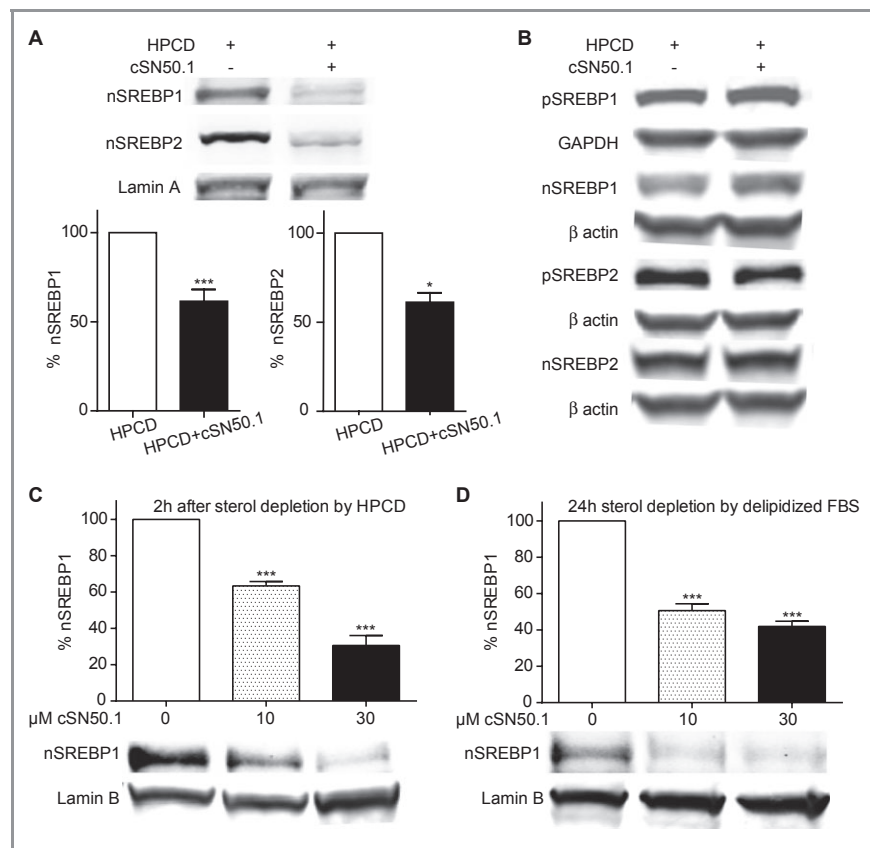 A
HPCD + +
cSN50.1 - +
nSREBP1
nSREBP2
Lamin A
% nSREBP1
100
50
0
***
HPCD
HPCD+cSN50.1
% nSREBP2
100
50
0
*
HPCD
HPCD+cSN50.1
B
HPCD + +
cSN50.1 - +
pSREBP1
GAPDH
nSREBP1
β actin
pSREBP2
β actin
nSREBP2
β actin
C
2h after sterol depletion by HPCD
% nSREBP1
100
80
60
40
20
0
***
***
µM cSN50.1 0 10 30
nSREBP1
Lamin B
D
24h sterol depletion by delipidized FBS
% nSREBP1
100
80
60
40
20
0
***
***
µM cSN50.1 0 10 30
nSREBP1
Lamin B